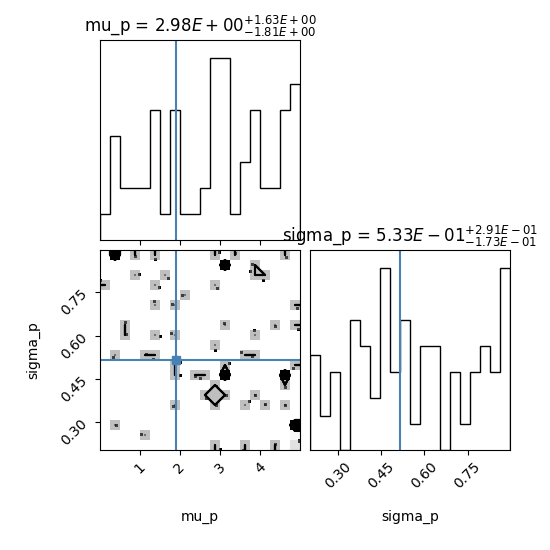 mu_p = 2.98E + 00 +1.63E+00 −1.81E+00
sigma_p = 5.33E − 01 +2.91E−01 −1.73E−01
sigma_p
0.75
0.60
0.45
0.30
1 2 3 4
0.30 0.45 0.60 0.75
mu_p
sigma_p